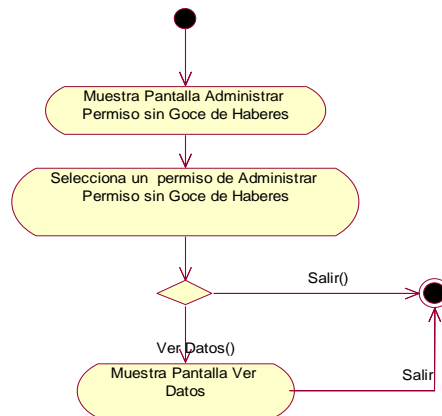 Muestra Pantalla Administrar
Permiso sin Goce de Haberes
Selecciona un permiso de Administrar
Permiso sin Goce de Haberes
Salir()
Ver Datos()
Muestra Pantalla Ver
Datos
Salir